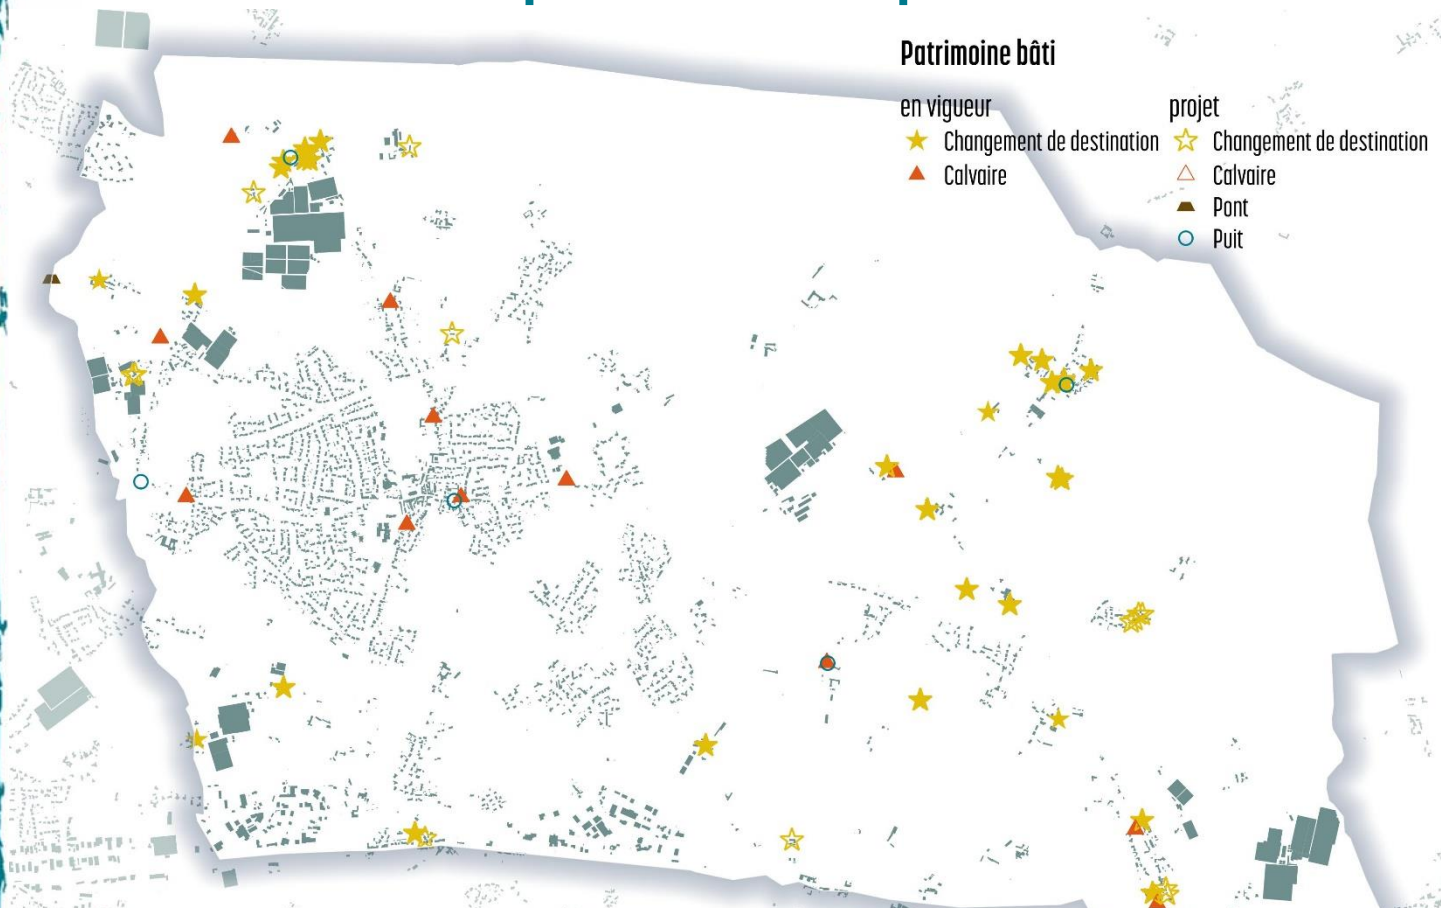 Patrimoine bâti
en vigueur
Changement de destination
Calvaire
projet
Changement de destination
Calvaire
Pont
Puit